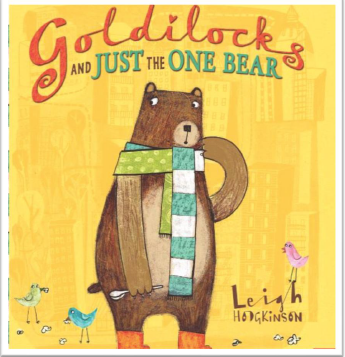 Goldilocks
AND JUST THE ONE BEAR
Leigh
HODGKINSON